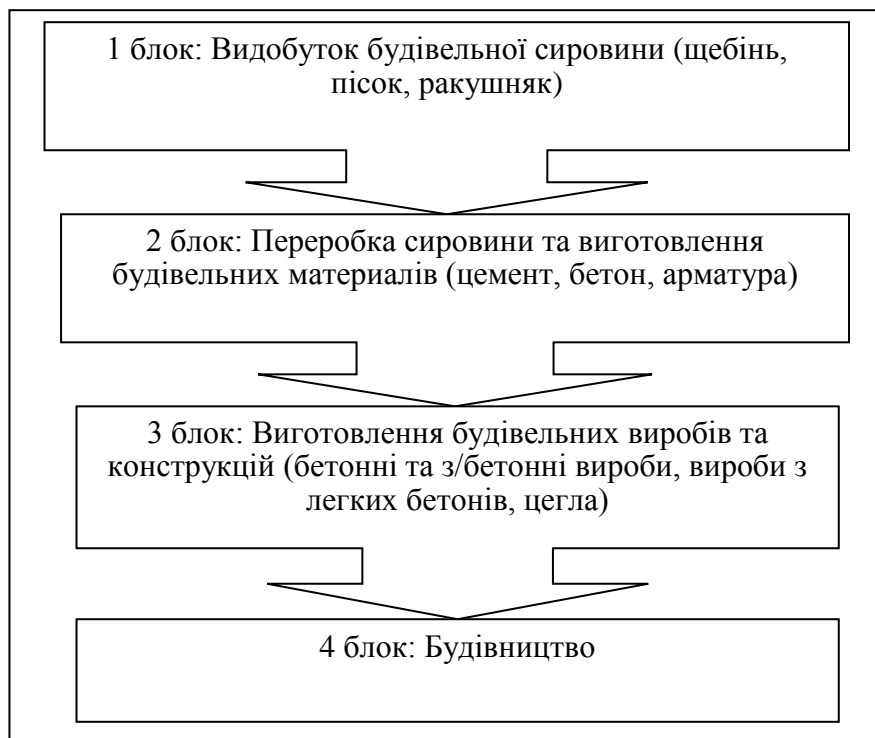 1 блок: Видобуток будівельної сировини (щебінь,
пісок, ракушняк)
2 блок: Переробка сировини та виготовлення
будівельних матеріалів (цемент, бетон, арматура)
3 блок: Виготовлення будівельних виробів та
конструкцій (бетонні та з/бетонні вироби, вироби з
легких бетонів, цегла)
4 блок: Будівництво